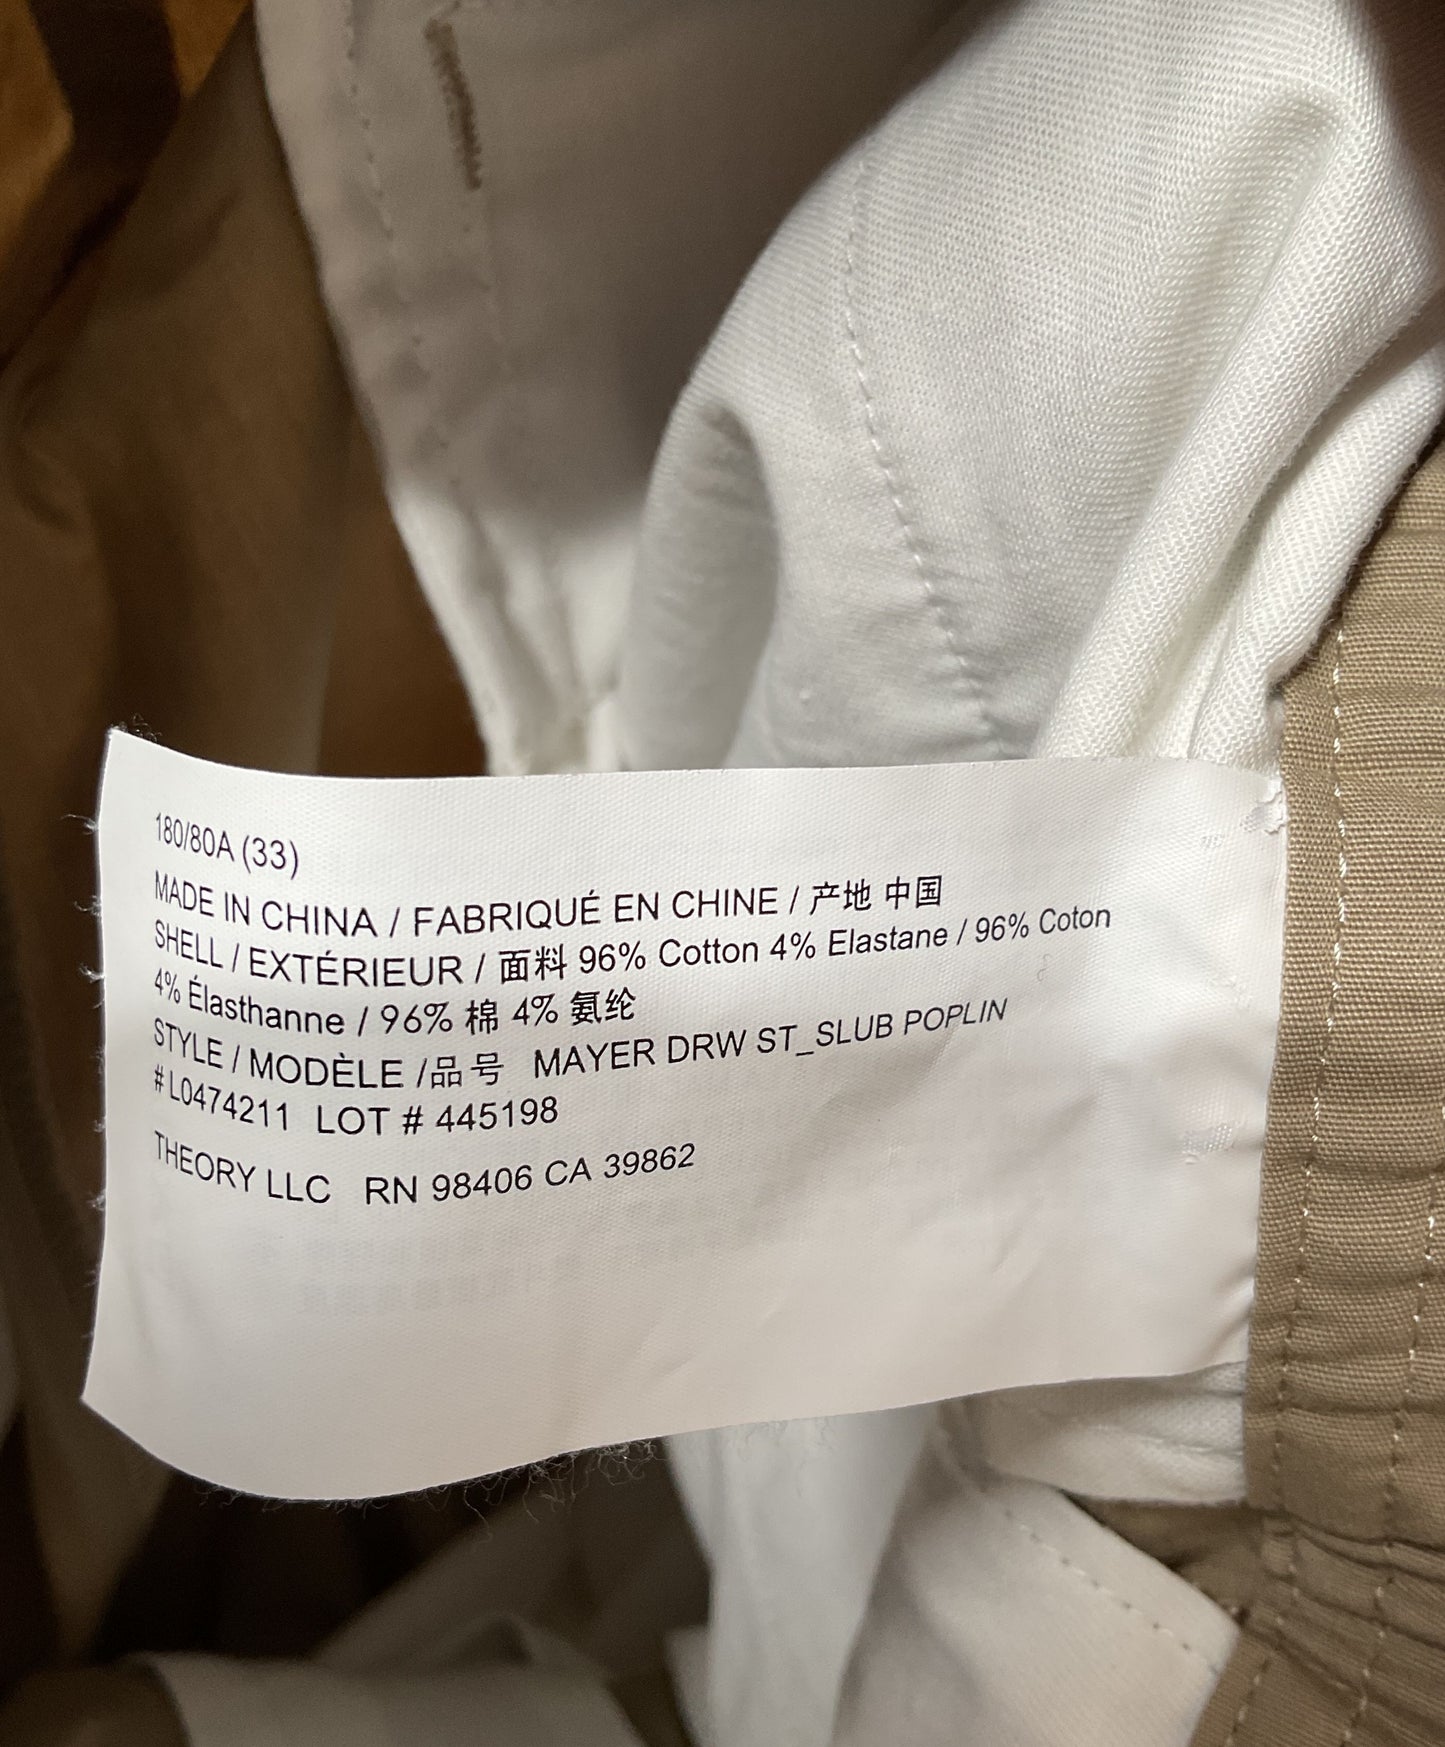 180/80A (33)
MADE IN CHINA / FABRIQUÉ EN CHINE / 产地 中国
SHELL / EXTÉRIEUR / 面料 96% Cotton 4% Elastane / 96% Coton
4% Élasthanne / 96% 棉 4% 氨纶
STYLE / MODÈLE /品号 MAYER DRW ST_SLUB POPLIN
# L0474211 LOT # 445198
THEORY LLC RN 98406 CA 39862